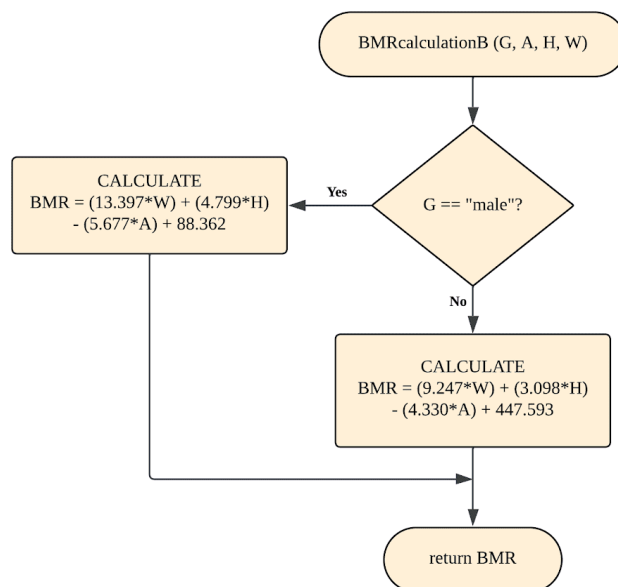 BMRcalculationB (G, A, H, W)
G == "male"?
Yes
CALCULATE
BMR = (13.397*W) + (4.799*H)
- (5.677*A) + 88.362
No
CALCULATE
BMR = (9.247*W) + (3.098*H)
- (4.330*A) + 447.593
return BMR